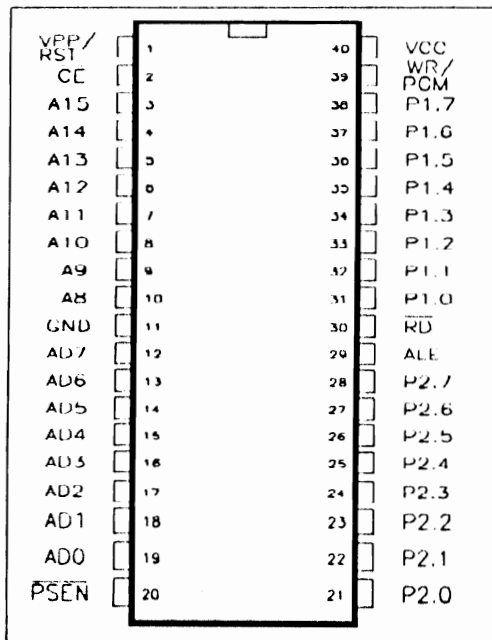 VPP/ 1 40 VCC
RST WR/
CE 2 39 PGM
A15 3 38 P1.7
A14 4 37 P1.6
A13 5 36 P1.5
A12 6 35 P1.4
A11 7 34 P1.3
A10 8 33 P1.2
A9 9 32 P1.1
A8 10 31 P1.0
GND 11 30 RD
AD7 12 29 ALE
AD6 13 28 P2.7
AD5 14 27 P2.6
AD4 15 26 P2.5
AD3 16 25 P2.4
AD2 17 24 P2.3
AD1 18 23 P2.2
AD0 19 22 P2.1
PSEN 20 21 P2.0